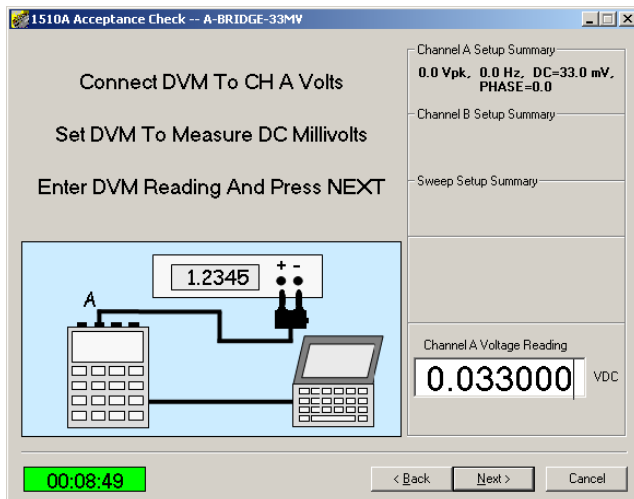 1510A Acceptance Check -- A-BRIDGE-33MV
Connect DVM To CH A Volts
Set DVM To Measure DC Millivolts
Enter DVM Reading And Press NEXT
Channel A Setup Summary
0.0 Vpk, 0.0 Hz, DC=33.0 mV,
PHASE=0.0
Channel B Setup Summary
Sweep Setup Summary
1.2345
+ -
A
Channel A Voltage Reading
0.033000 VDC
00:08:49
< Back
Next >
Cancel